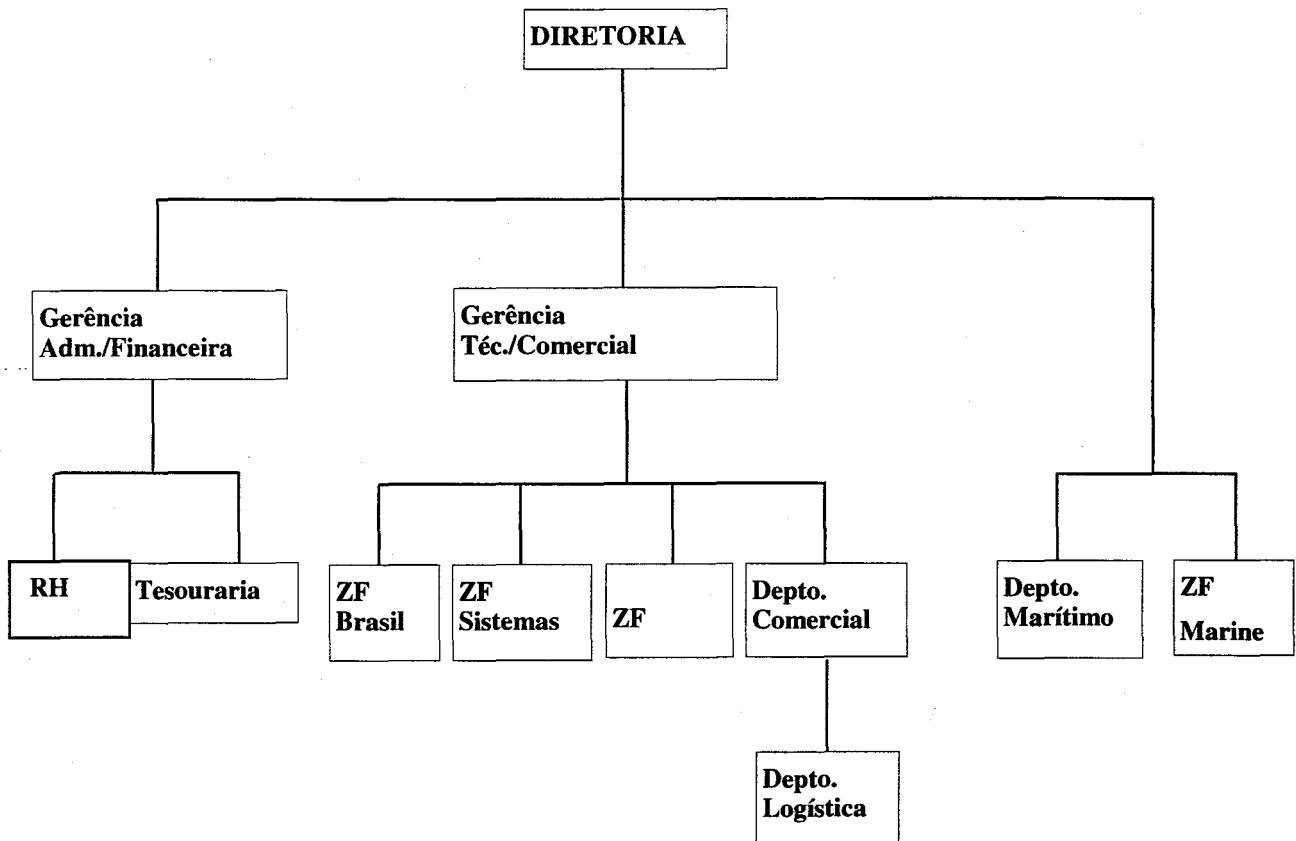 DIRETORIA
Gerência
Adm./Financeira
Gerência
Téc./Comercial
RH
Tesouraria
ZF
Brasil
ZF
Sistemas
ZF
Depto.
Comercial
Depto.
Marítimo
ZF
Marine
Depto.
Logística